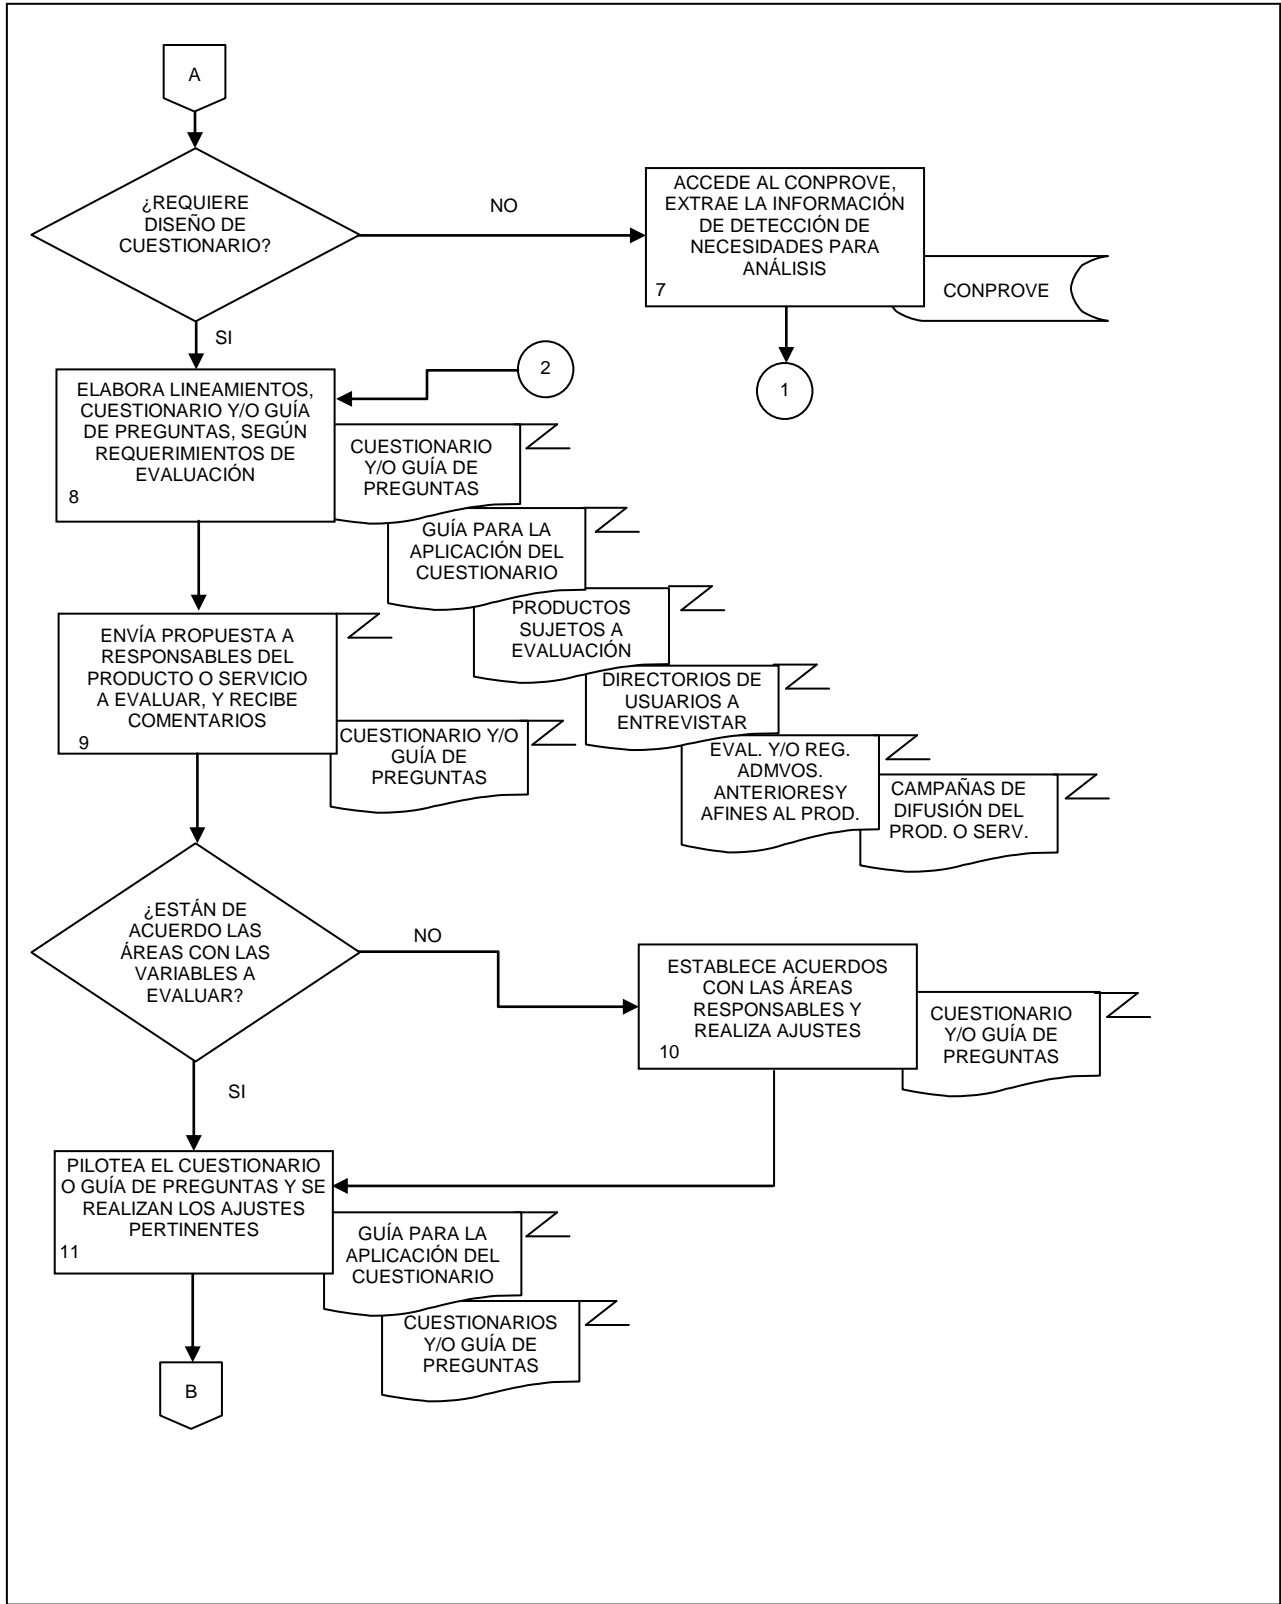 A
¿REQUIERE
DISEÑO DE
CUESTIONARIO?
NO
ACCEDE AL CONPROVE,
EXTRAE LA INFORMACIÓN
DE DETECCIÓN DE
NECESIDADES PARA
ANÁLISIS
7
CONPROVE
1
SI
2
ELABORA LINEAMIENTOS,
CUESTIONARIO Y/O GUÍA
DE PREGUNTAS, SEGÚN
REQUERIMIENTOS DE
EVALUACIÓN
8
CUESTIONARIO
Y/O GUÍA DE
PREGUNTAS
GUÍA PARA LA
APLICACIÓN DEL
CUESTIONARIO
PRODUCTOS
SUJETOS A
EVALUACIÓN
DIRECTORIOS DE
USUARIOS A
ENTREVISTAR
EVAL. Y/O REG.
ADMVOS.
ANTERIORESY
AFINES AL PROD.
CAMPAÑAS DE
DIFUSIÓN DEL
PROD. O SERV.
ENVÍA PROPUESTA A
RESPONSABLES DEL
PRODUCTO O SERVICIO
A EVALUAR, Y RECIBE
COMENTARIOS
9
CUESTIONARIO Y/O
GUÍA DE
PREGUNTAS
¿ESTÁN DE
ACUERDO LAS
ÁREAS CON LAS
VARIABLES A
EVALUAR?
NO
ESTABLECE ACUERDOS
CON LAS ÁREAS
RESPONSABLES Y
REALIZA AJUSTES
10
CUESTIONARIO
Y/O GUÍA DE
PREGUNTAS
SI
PILOTEA EL CUESTIONARIO
O GUÍA DE PREGUNTAS Y SE
REALIZAN LOS AJUSTES
PERTINENTES
11
GUÍA PARA LA
APLICACIÓN DEL
CUESTIONARIO
CUESTIONARIOS
Y/O GUÍA DE
PREGUNTAS
B